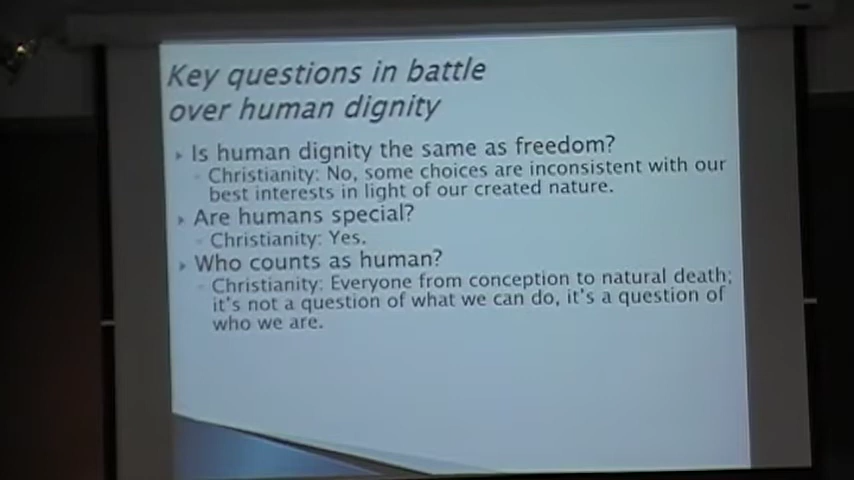 Key questions in battle
over human dignity
Is human dignity the same as freedom?
Christianity: No, some choices are inconsistent with our
best interests in light of our created nature.
Are humans special?
Christianity: Yes.
Who counts as human?
Christianity: Everyone from conception to natural death;
it's not a question of what we can do, it's a question of
who we are.